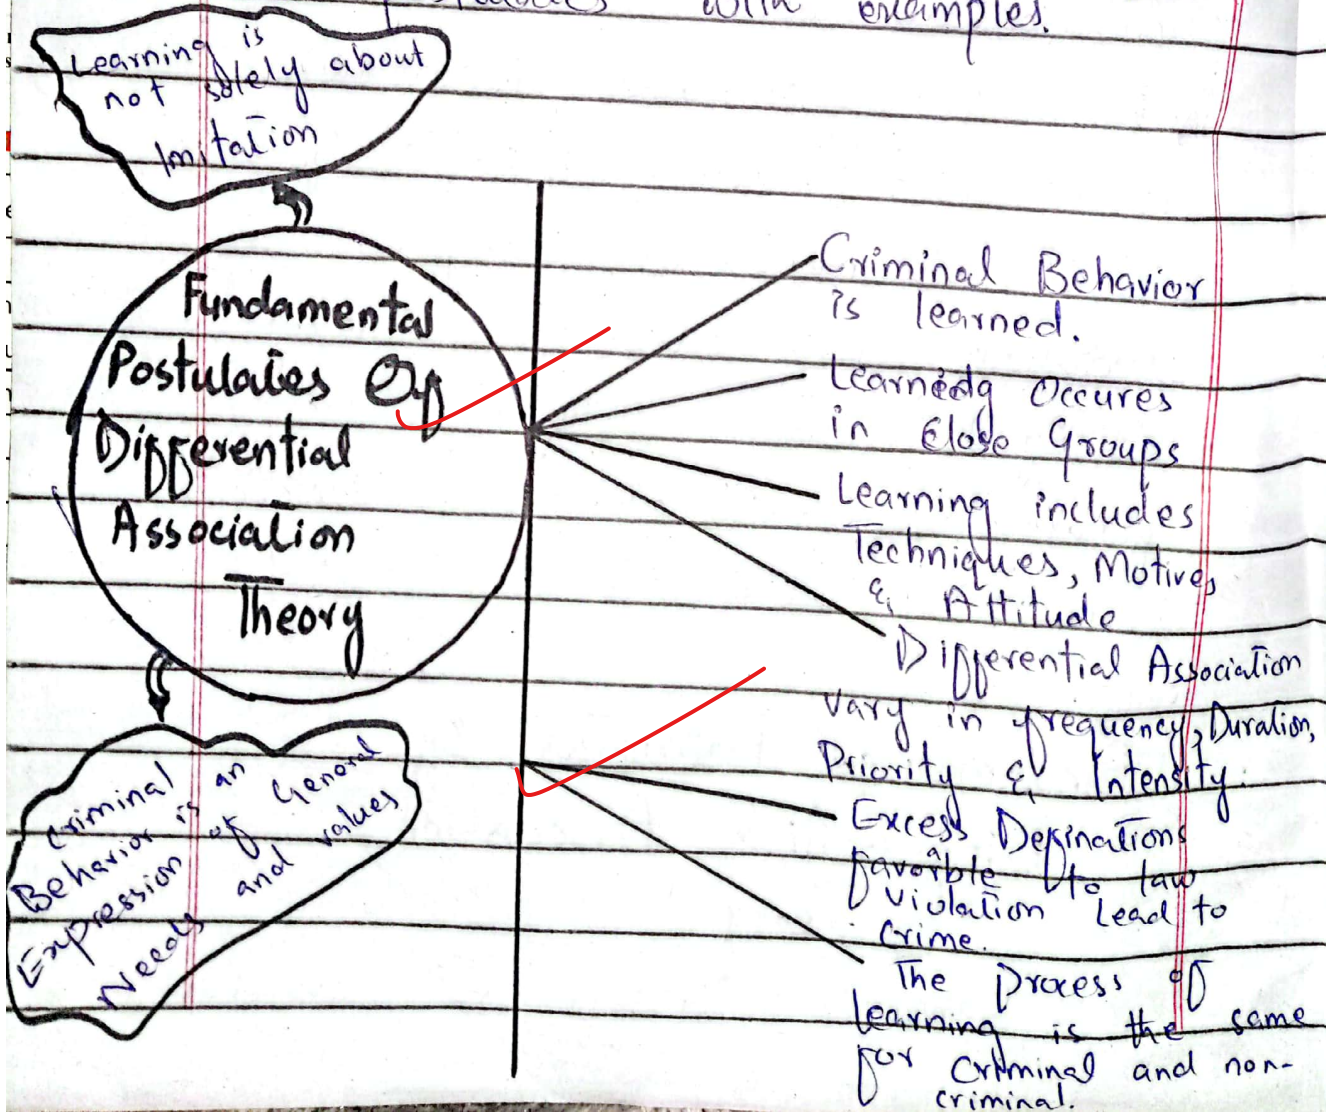 with examples.
Learning is
not solely about
Imitation
Fundamental
Postulates Of
Differential
Association
Theory
Criminal
Behavior is an
Expression of General
Needs and values
Criminal Behavior
is learned.
Learning Occures
in Close Groups
Learning includes
Techniques, Motive,
& Attitude
Differential Association
vary in frequency, Duration,
Priority & Intensity.
Excess Definations
favorable to law
violation Lead to
crime.
The Process of
learning is the same
for criminal and non-
criminal.